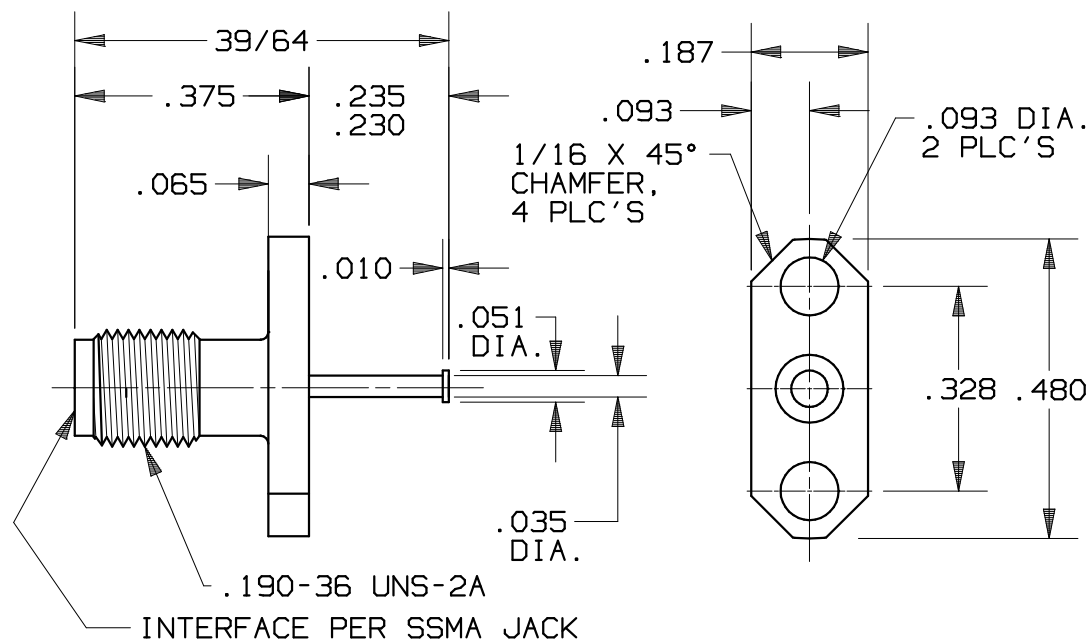 39/64
.375
.235
.230
.065
.010
.051
DIA.
.035
DIA.
.190-36 UNS-2A
INTERFACE PER SSMA JACK
.187
.093
.093 DIA.
2 PLC'S
1/16 X 45°
CHAMFER,
4 PLC'S
.328
.480